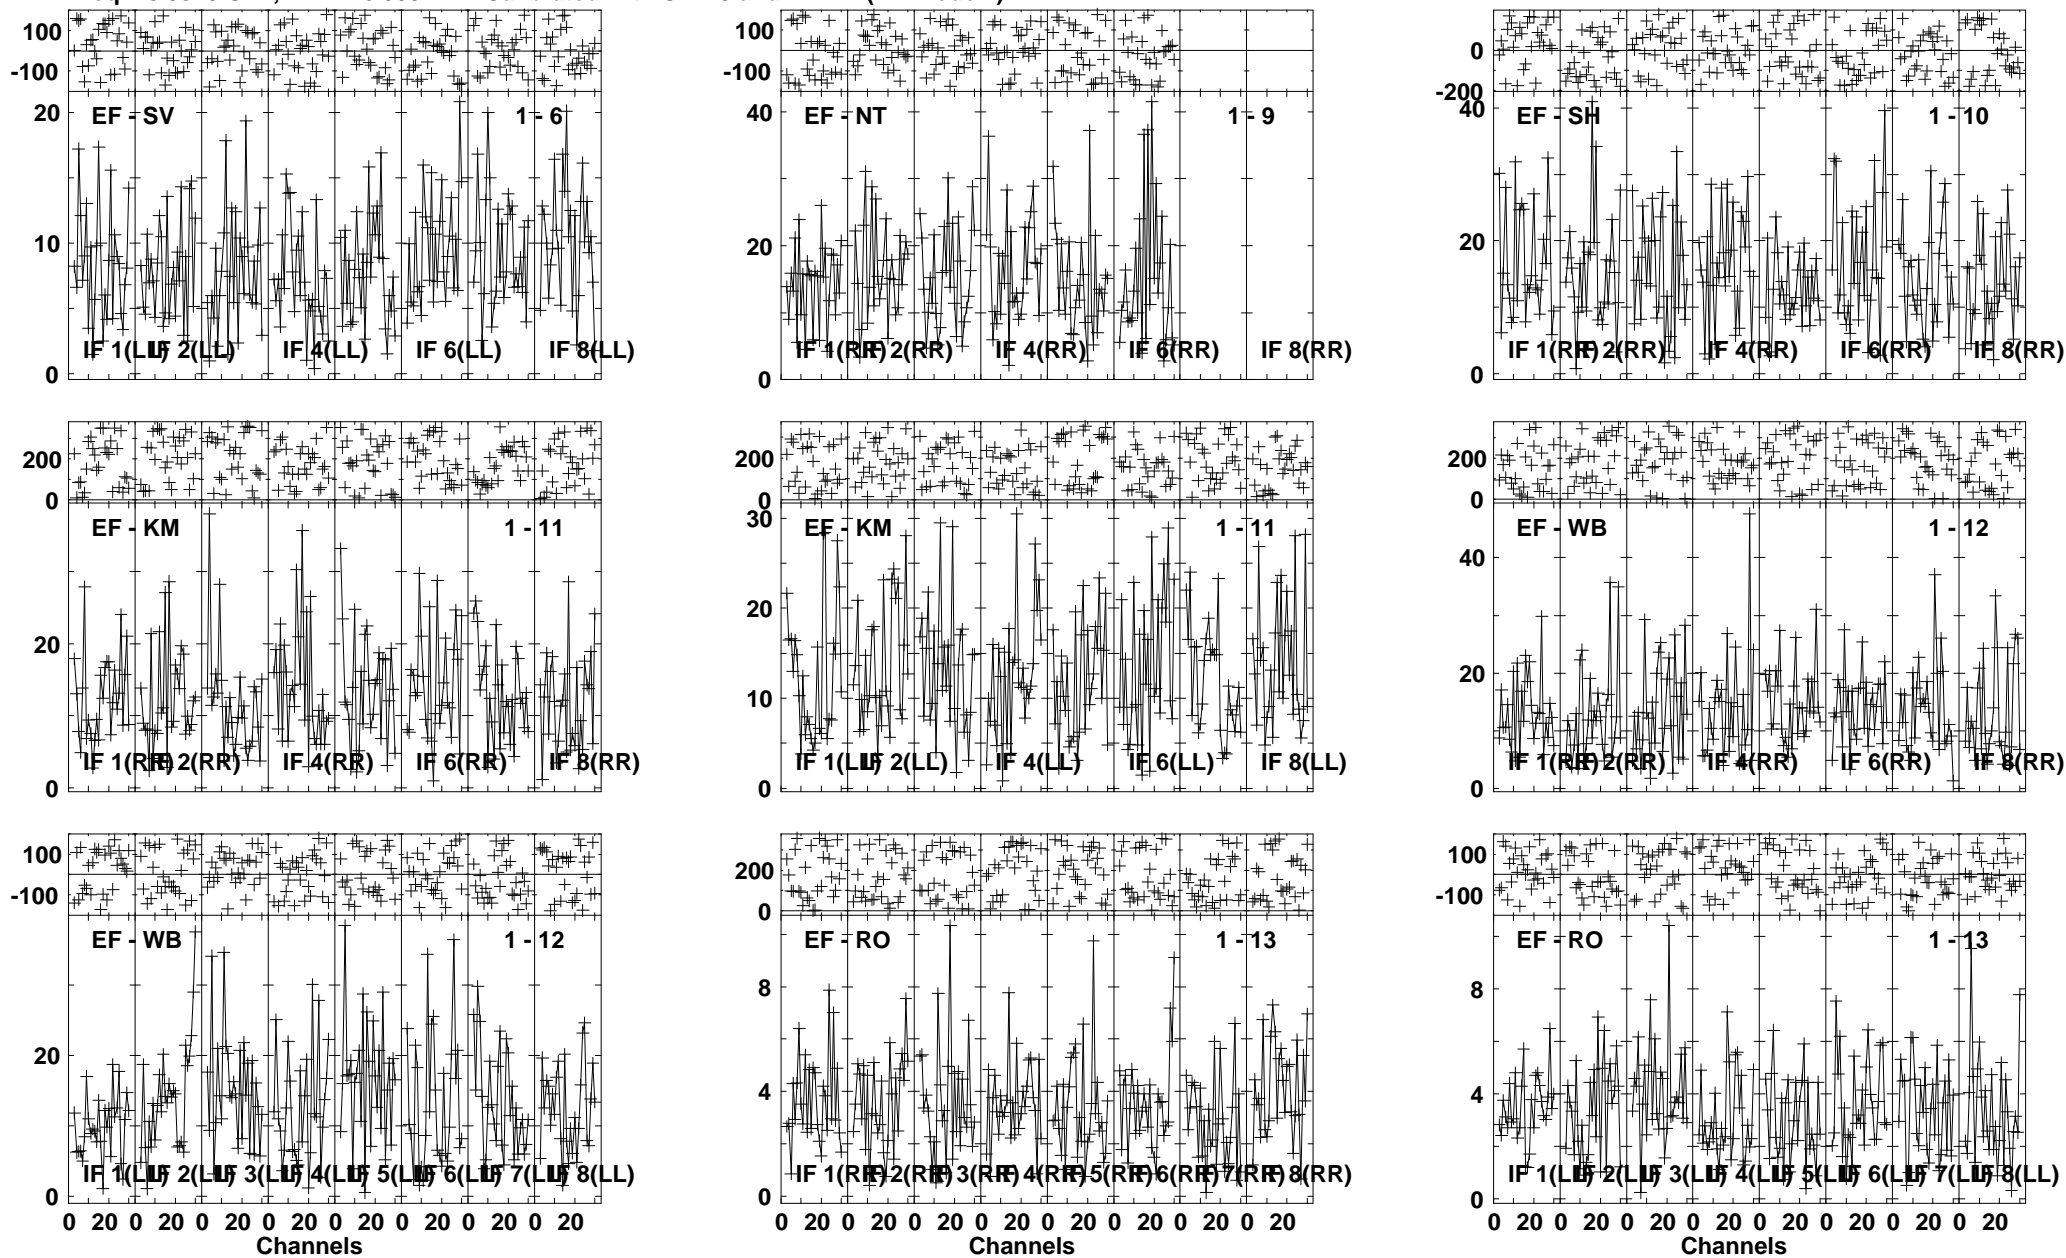 100
-100
20
10
0
EF - SV 1 - 6
IF 1(LL) IF 2(LL) IF 4(LL) IF 6(LL) IF 8(LL)
100
-100
40
20
0
EF - NT 1 - 9
IF 1(RR) IF 2(RR) IF 4(RR) IF 6(RR) IF 8(RR)
0
-200
40
20
0
EF - SH 1 - 10
IF 1(RR) IF 2(RR) IF 4(RR) IF 6(RR) IF 8(RR)
200
0
20
0
EF - KM 1 - 11
IF 1(RR) IF 2(RR) IF 4(RR) IF 6(RR) IF 8(RR)
200
0
30
20
10
0
EF - KM 1 - 11
IF 1(LL) IF 2(LL) IF 4(LL) IF 6(LL) IF 8(LL)
200
0
40
20
0
EF - WB 1 - 12
IF 1(RR) IF 2(RR) IF 4(RR) IF 6(RR) IF 8(RR)
100
-100
20
0
EF - WB 1 - 12
IF 1(LL) IF 2(LL) IF 3(LL) IF 4(LL) IF 5(LL) IF 6(LL) IF 7(LL) IF 8(LL)
0 20 0 20 0 20 0 20 0 20 0 20 0 20 0 20
Channels
200
0
8
4
0
EF - RO 1 - 13
IF 1(RR) IF 2(RR) IF 3(RR) IF 4(RR) IF 5(RR) IF 6(RR) IF 7(RR) IF 8(RR)
0 20 0 20 0 20 0 20 0 20 0 20 0 20 0 20
Channels
100
-100
8
4
0
EF - RO 1 - 13
IF 1(LL) IF 2(LL) IF 3(LL) IF 4(LL) IF 5(LL) IF 6(LL) IF 7(LL) IF 8(LL)
0 20 0 20 0 20 0 20 0 20 0 20 0 20 0 20
Channels